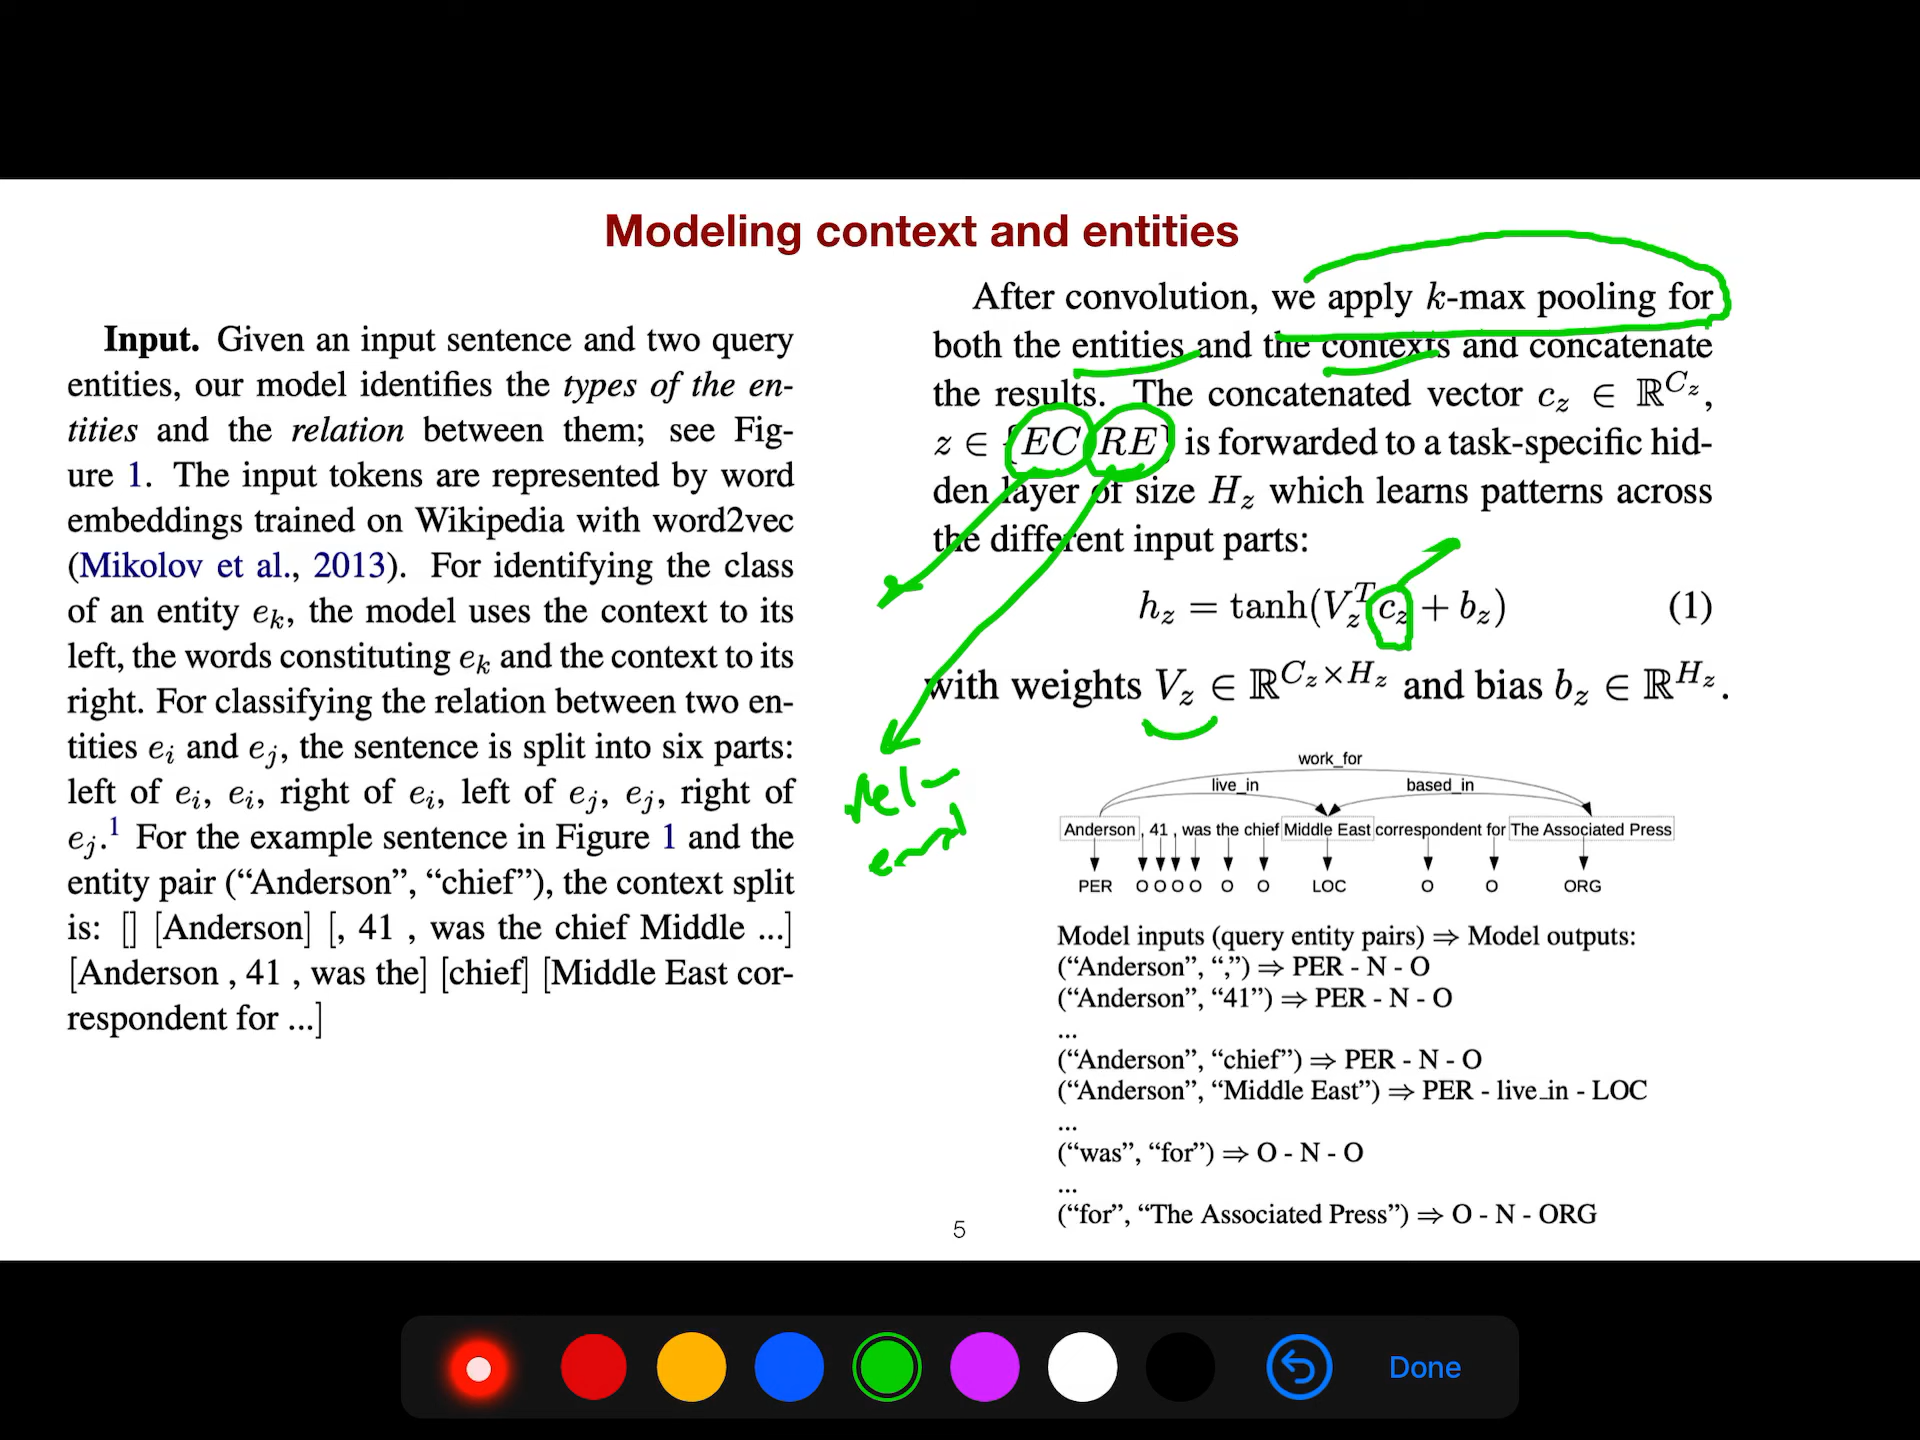 Modeling context and entities
Input. Given an input sentence and two query
entities, our model identifies the types of the en-
tities and the relation between them; see Fig-
ure 1. The input tokens are represented by word
embeddings trained on Wikipedia with word2vec
(Mikolov et al., 2013). For identifying the class
of an entity eₖ, the model uses the context to its
left, the words constituting eₖ and the context to its
right. For classifying the relation between two en-
tities eᵢ and eⱼ, the sentence is split into six parts:
left of eᵢ, eᵢ, right of eᵢ, left of eⱼ, eⱼ, right of
eⱼ.¹ For the example sentence in Figure 1 and the
entity pair (“Anderson”, “chief”), the context split
is: [] [Anderson] [, 41 , was the chief Middle ...]
[Anderson , 41 , was the] [chief] [Middle East cor-
respondent for ...]
After convolution, we apply k-max pooling for
both the entities and the contexts and concatenate
the results. The concatenated vector c_z ∈ ℝ^{C_z},
z ∈ {EC, RE} is forwarded to a task-specific hid-
den layer of size H_z which learns patterns across
the different input parts:
h_z = tanh(V_z^T c_z + b_z) (1)
with weights V_z ∈ ℝ^{C_z×H_z} and bias b_z ∈ ℝ^{H_z}.
work_for
live_in based_in
Anderson , 41 , was the chief Middle East correspondent for The Associated Press
PER O O O O O O LOC O O ORG
Model inputs (query entity pairs) ⇒ Model outputs:
(“Anderson”, “,”) ⇒ PER - N - O
(“Anderson”, “41”) ⇒ PER - N - O
...
(“Anderson”, “chief”) ⇒ PER - N - O
(“Anderson”, “Middle East”) ⇒ PER - live_in - LOC
...
(“was”, “for”) ⇒ O - N - O
...
(“for”, “The Associated Press”) ⇒ O - N - ORG
5
Done